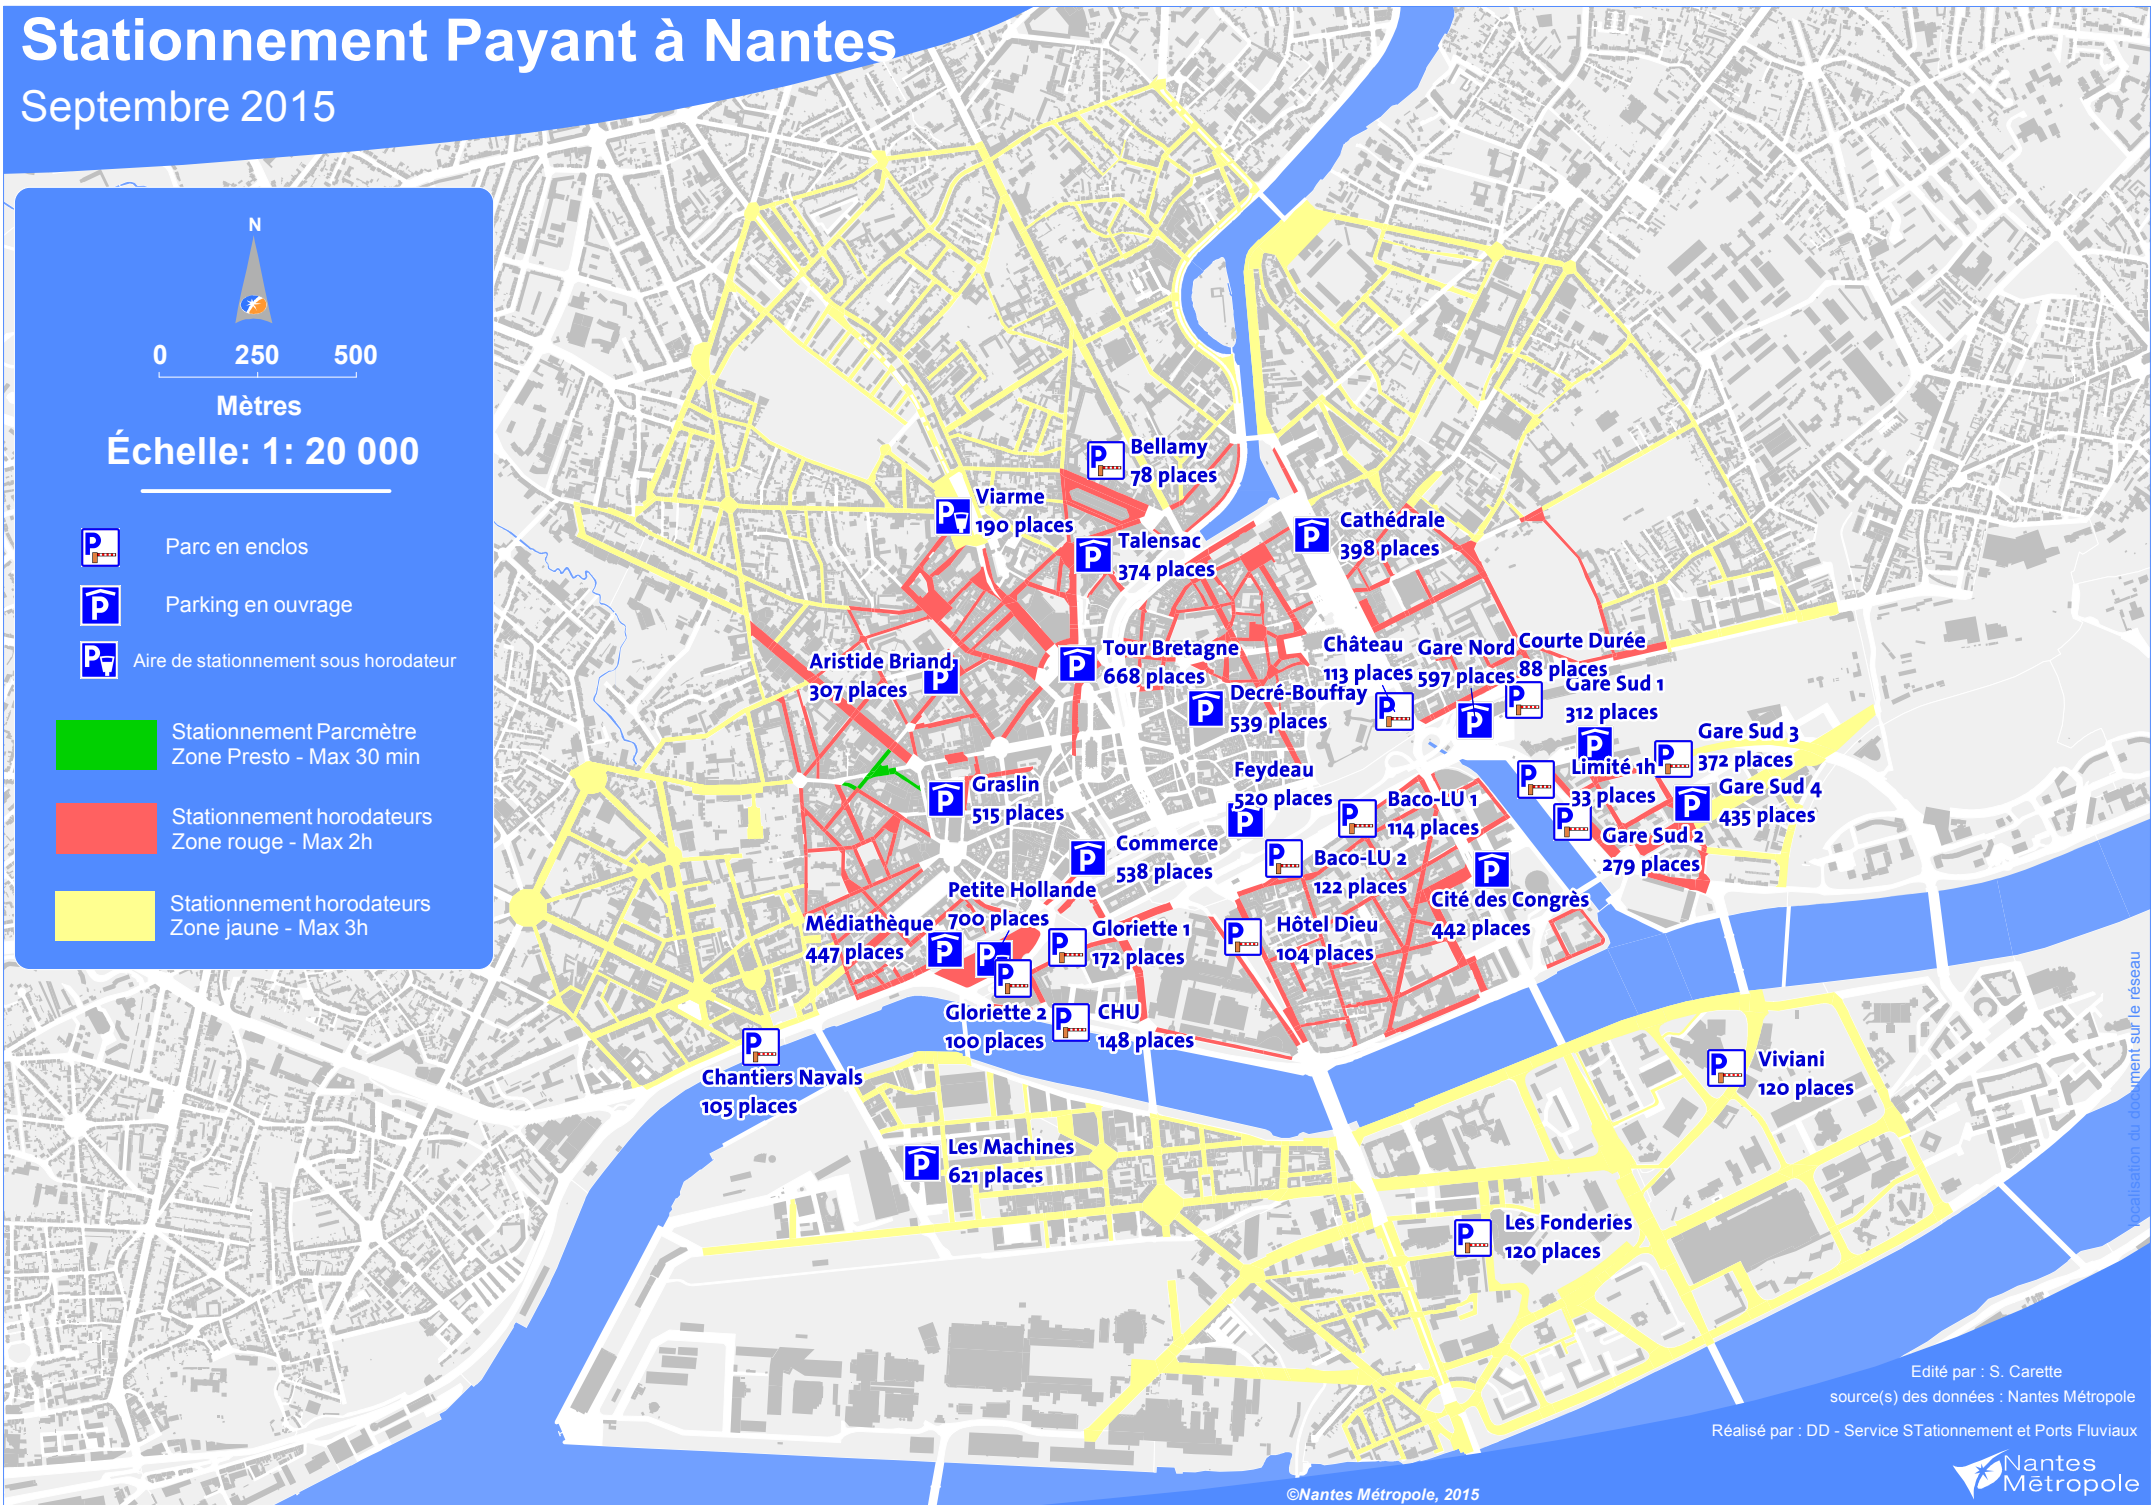 Stationnement Payant à Nantes
Septembre 2015
N
0 250 500
Mètres
Échelle: 1: 20 000
P
Parc en enclos
P
Parking en ouvrage
P
Aire de stationnement sous horodateur
Stationnement Parcmètre
Zone Presto - Max 30 min
Stationnement horodateurs
Zone rouge - Max 2h
Stationnement horodateurs
Zone jaune - Max 3h
Bellamy
78 places
Viarme
190 places
Talensac
374 places
Cathédrale
398 places
Aristide Briand
307 places
Tour Bretagne
668 places
Decré-Bouffay
539 places
Château
113 places
Gare Nord
597 places
Courte Durée
88 places
Gare Sud 1
312 places
Gare Sud 3
372 places
Limité 1h
33 places
Gare Sud 4
435 places
Gare Sud 2
279 places
Graslin
515 places
Feydeau
520 places
Baco-LU 1
114 places
Commerce
538 places
Baco-LU 2
122 places
Cité des Congrès
442 places
Petite Hollande
700 places
Médiathèque
447 places
Gloriette 1
172 places
Hôtel Dieu
104 places
Gloriette 2
100 places
CHU
148 places
Chantiers Navals
105 places
Les Machines
621 places
Viviani
120 places
Les Fonderies
120 places
localisation du document sur le réseau
Edité par : S. Carette
source(s) des données : Nantes Métropole
Réalisé par : DD - Service STationnement et Ports Fluviaux
Nantes
Métropole
©Nantes Métropole, 2015